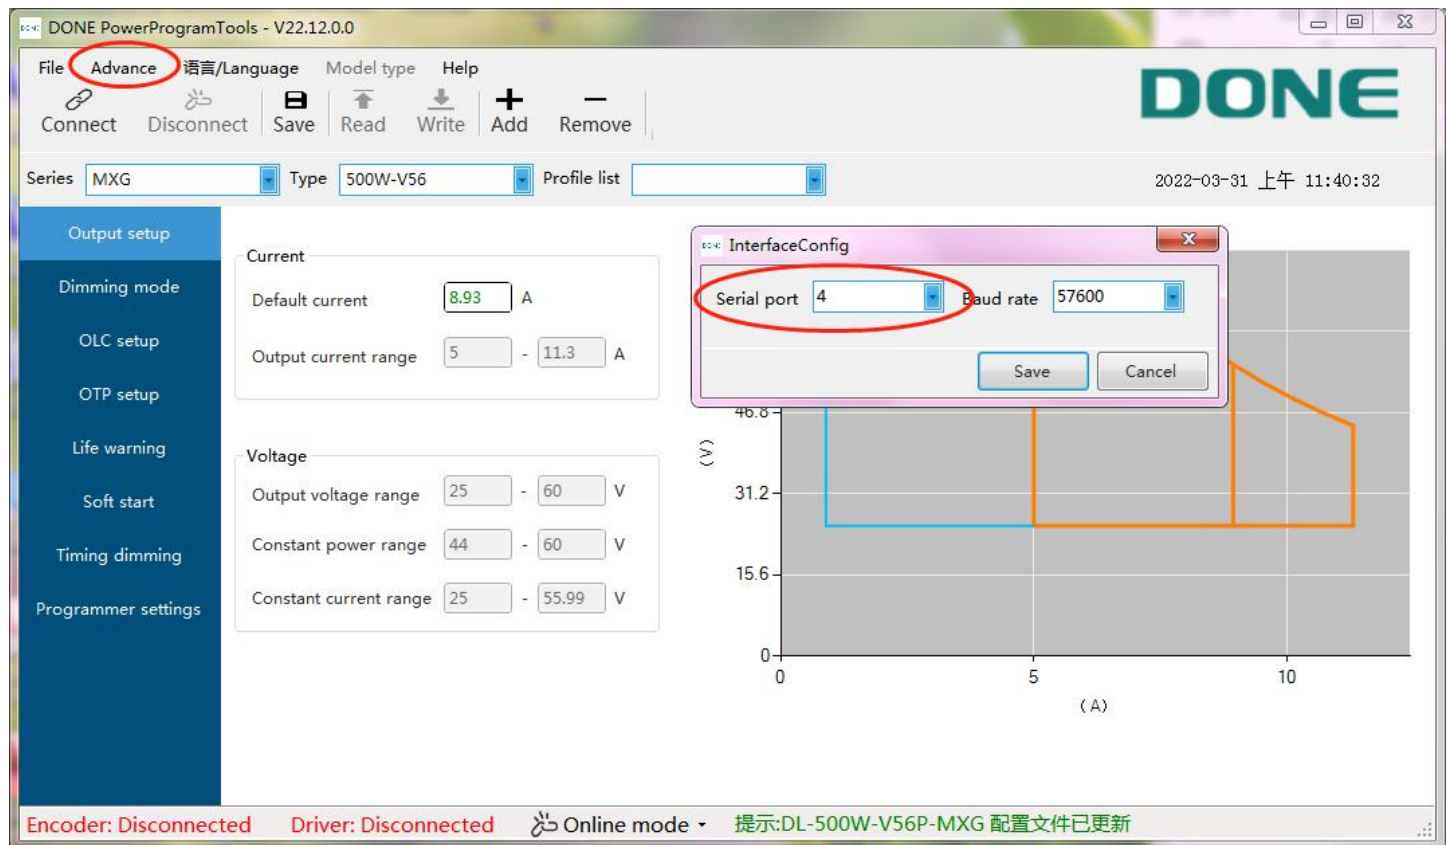 DONE PowerProgramTools - V22.12.0.0
File Advance 语言/Language Model type Help
DONE
Connect Disconnect Save Read Write Add Remove
Series MXG Type 500W-V56 Profile list
2022-03-31 上午 11:40:32
Output setup
Dimming mode
OLC setup
OTP setup
Life warning
Soft start
Timing dimming
Programmer settings
Current
Default current 8.93 A
Output current range 5 - 11.3 A
Voltage
Output voltage range 25 - 60 V
Constant power range 44 - 60 V
Constant current range 25 - 55.99 V
InterfaceConfig
Serial port 4 Baud rate 57600
Save Cancel
46.8
(V)
31.2
15.6
0
0 5 10
(A)
Encoder: Disconnected Driver: Disconnected Online mode 提示:DL-500W-V56P-MXG 配置文件已更新